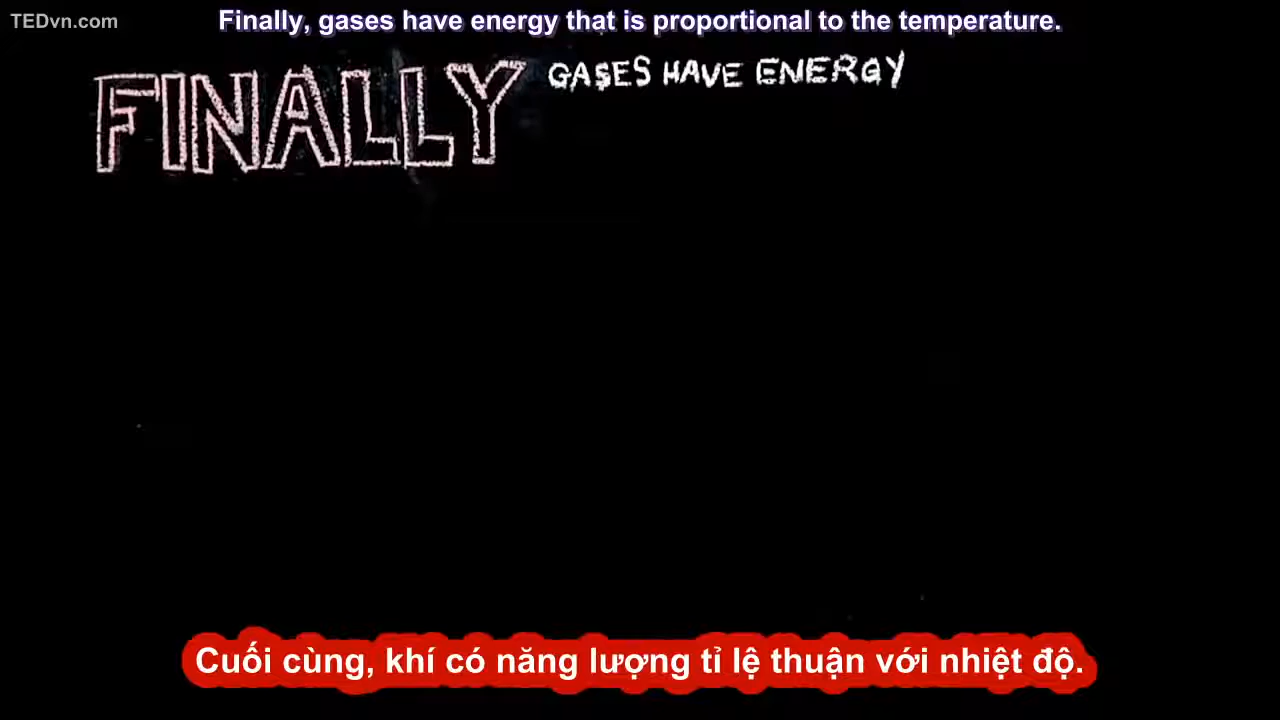 TEDvn.com
Finally, gases have energy that is proportional to the temperature.
FINALLY GASES HAVE ENERGY
Cuối cùng, khí có năng lượng tỉ lệ thuận với nhiệt độ.